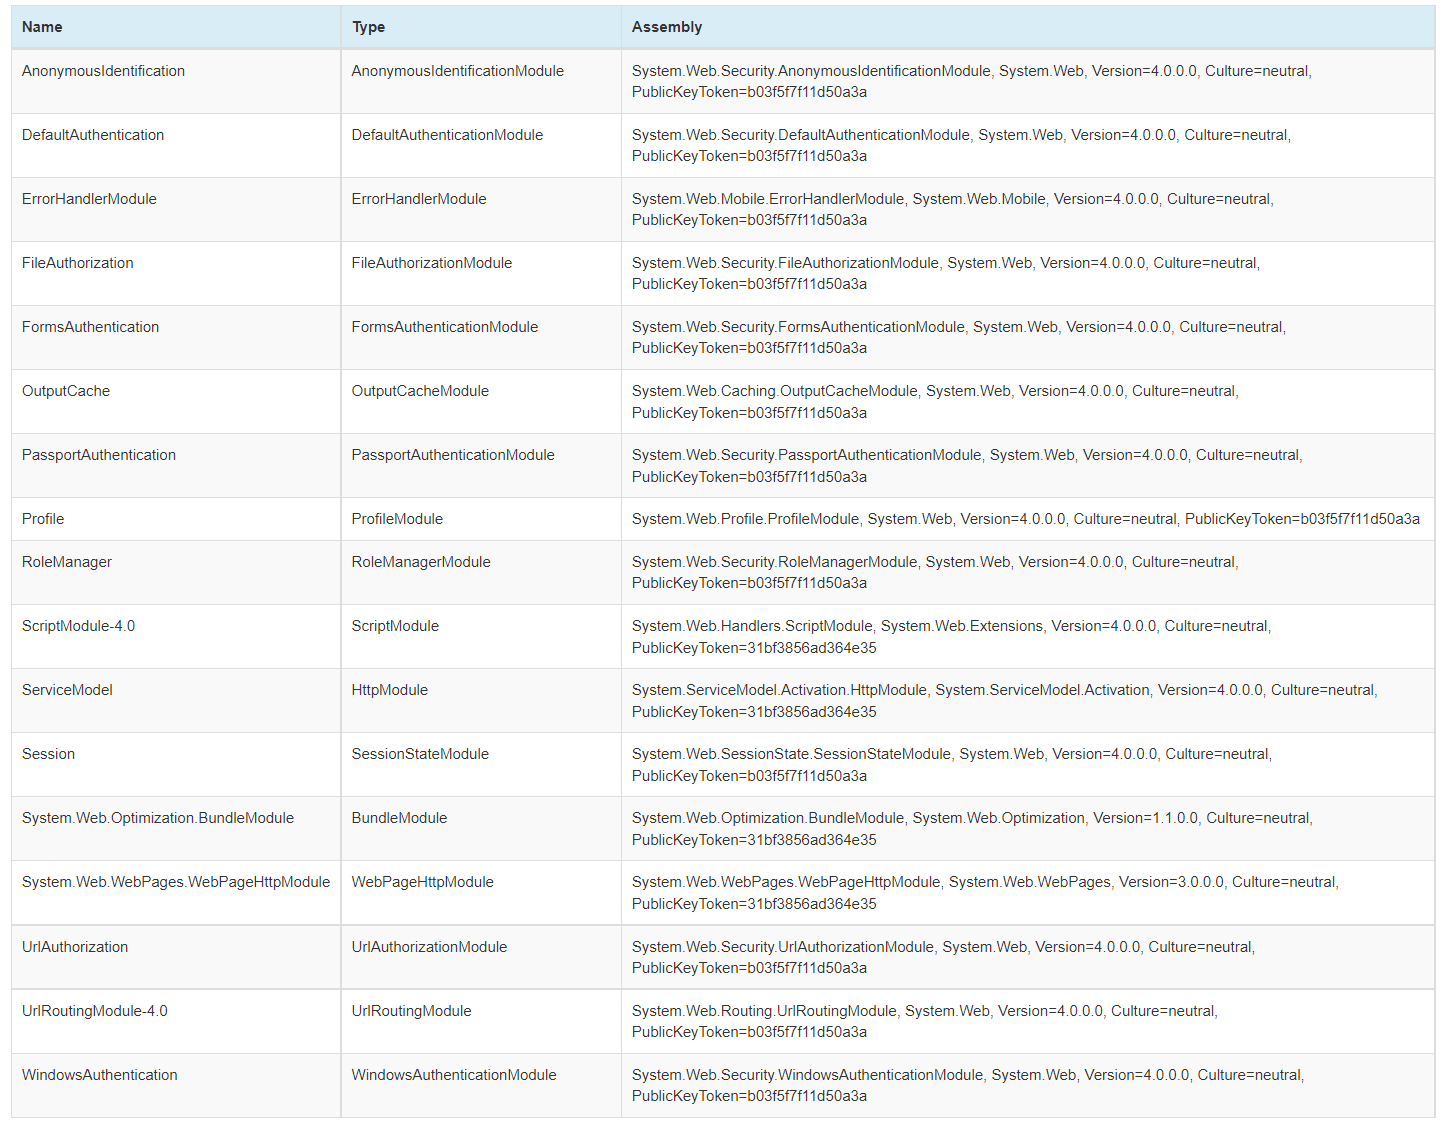 Name Type Assembly
AnonymousIdentification AnonymousIdentificationModule System.Web.Security.AnonymousIdentificationModule, System.Web, Version=4.0.0.0, Culture=neutral,
PublicKeyToken=b03f5f7f11d50a3a
DefaultAuthentication DefaultAuthenticationModule System.Web.Security.DefaultAuthenticationModule, System.Web, Version=4.0.0.0, Culture=neutral,
PublicKeyToken=b03f5f7f11d50a3a
ErrorHandlerModule ErrorHandlerModule System.Web.Mobile.ErrorHandlerModule, System.Web.Mobile, Version=4.0.0.0, Culture=neutral,
PublicKeyToken=b03f5f7f11d50a3a
FileAuthorization FileAuthorizationModule System.Web.Security.FileAuthorizationModule, System.Web, Version=4.0.0.0, Culture=neutral,
PublicKeyToken=b03f5f7f11d50a3a
FormsAuthentication FormsAuthenticationModule System.Web.Security.FormsAuthenticationModule, System.Web, Version=4.0.0.0, Culture=neutral,
PublicKeyToken=b03f5f7f11d50a3a
OutputCache OutputCacheModule System.Web.Caching.OutputCacheModule, System.Web, Version=4.0.0.0, Culture=neutral,
PublicKeyToken=b03f5f7f11d50a3a
PassportAuthentication PassportAuthenticationModule System.Web.Security.PassportAuthenticationModule, System.Web, Version=4.0.0.0, Culture=neutral,
PublicKeyToken=b03f5f7f11d50a3a
Profile ProfileModule System.Web.Profile.ProfileModule, System.Web, Version=4.0.0.0, Culture=neutral, PublicKeyToken=b03f5f7f11d50a3a
RoleManager RoleManagerModule System.Web.Security.RoleManagerModule, System.Web, Version=4.0.0.0, Culture=neutral,
PublicKeyToken=b03f5f7f11d50a3a
ScriptModule-4.0 ScriptModule System.Web.Handlers.ScriptModule, System.Web.Extensions, Version=4.0.0.0, Culture=neutral,
PublicKeyToken=31bf3856ad364e35
ServiceModel HttpModule System.ServiceModel.Activation.HttpModule, System.ServiceModel.Activation, Version=4.0.0.0, Culture=neutral,
PublicKeyToken=31bf3856ad364e35
Session SessionStateModule System.Web.SessionState.SessionStateModule, System.Web, Version=4.0.0.0, Culture=neutral,
PublicKeyToken=b03f5f7f11d50a3a
System.Web.Optimization.BundleModule BundleModule System.Web.Optimization.BundleModule, System.Web.Optimization, Version=1.1.0.0, Culture=neutral,
PublicKeyToken=31bf3856ad364e35
System.Web.WebPages.WebPageHttpModule WebPageHttpModule System.Web.WebPages.WebPageHttpModule, System.Web.WebPages, Version=3.0.0.0, Culture=neutral,
PublicKeyToken=31bf3856ad364e35
UrlAuthorization UrlAuthorizationModule System.Web.Security.UrlAuthorizationModule, System.Web, Version=4.0.0.0, Culture=neutral,
PublicKeyToken=b03f5f7f11d50a3a
UrlRoutingModule-4.0 UrlRoutingModule System.Web.Routing.UrlRoutingModule, System.Web, Version=4.0.0.0, Culture=neutral,
PublicKeyToken=b03f5f7f11d50a3a
WindowsAuthentication WindowsAuthenticationModule System.Web.Security.WindowsAuthenticationModule, System.Web, Version=4.0.0.0, Culture=neutral,
PublicKeyToken=b03f5f7f11d50a3a